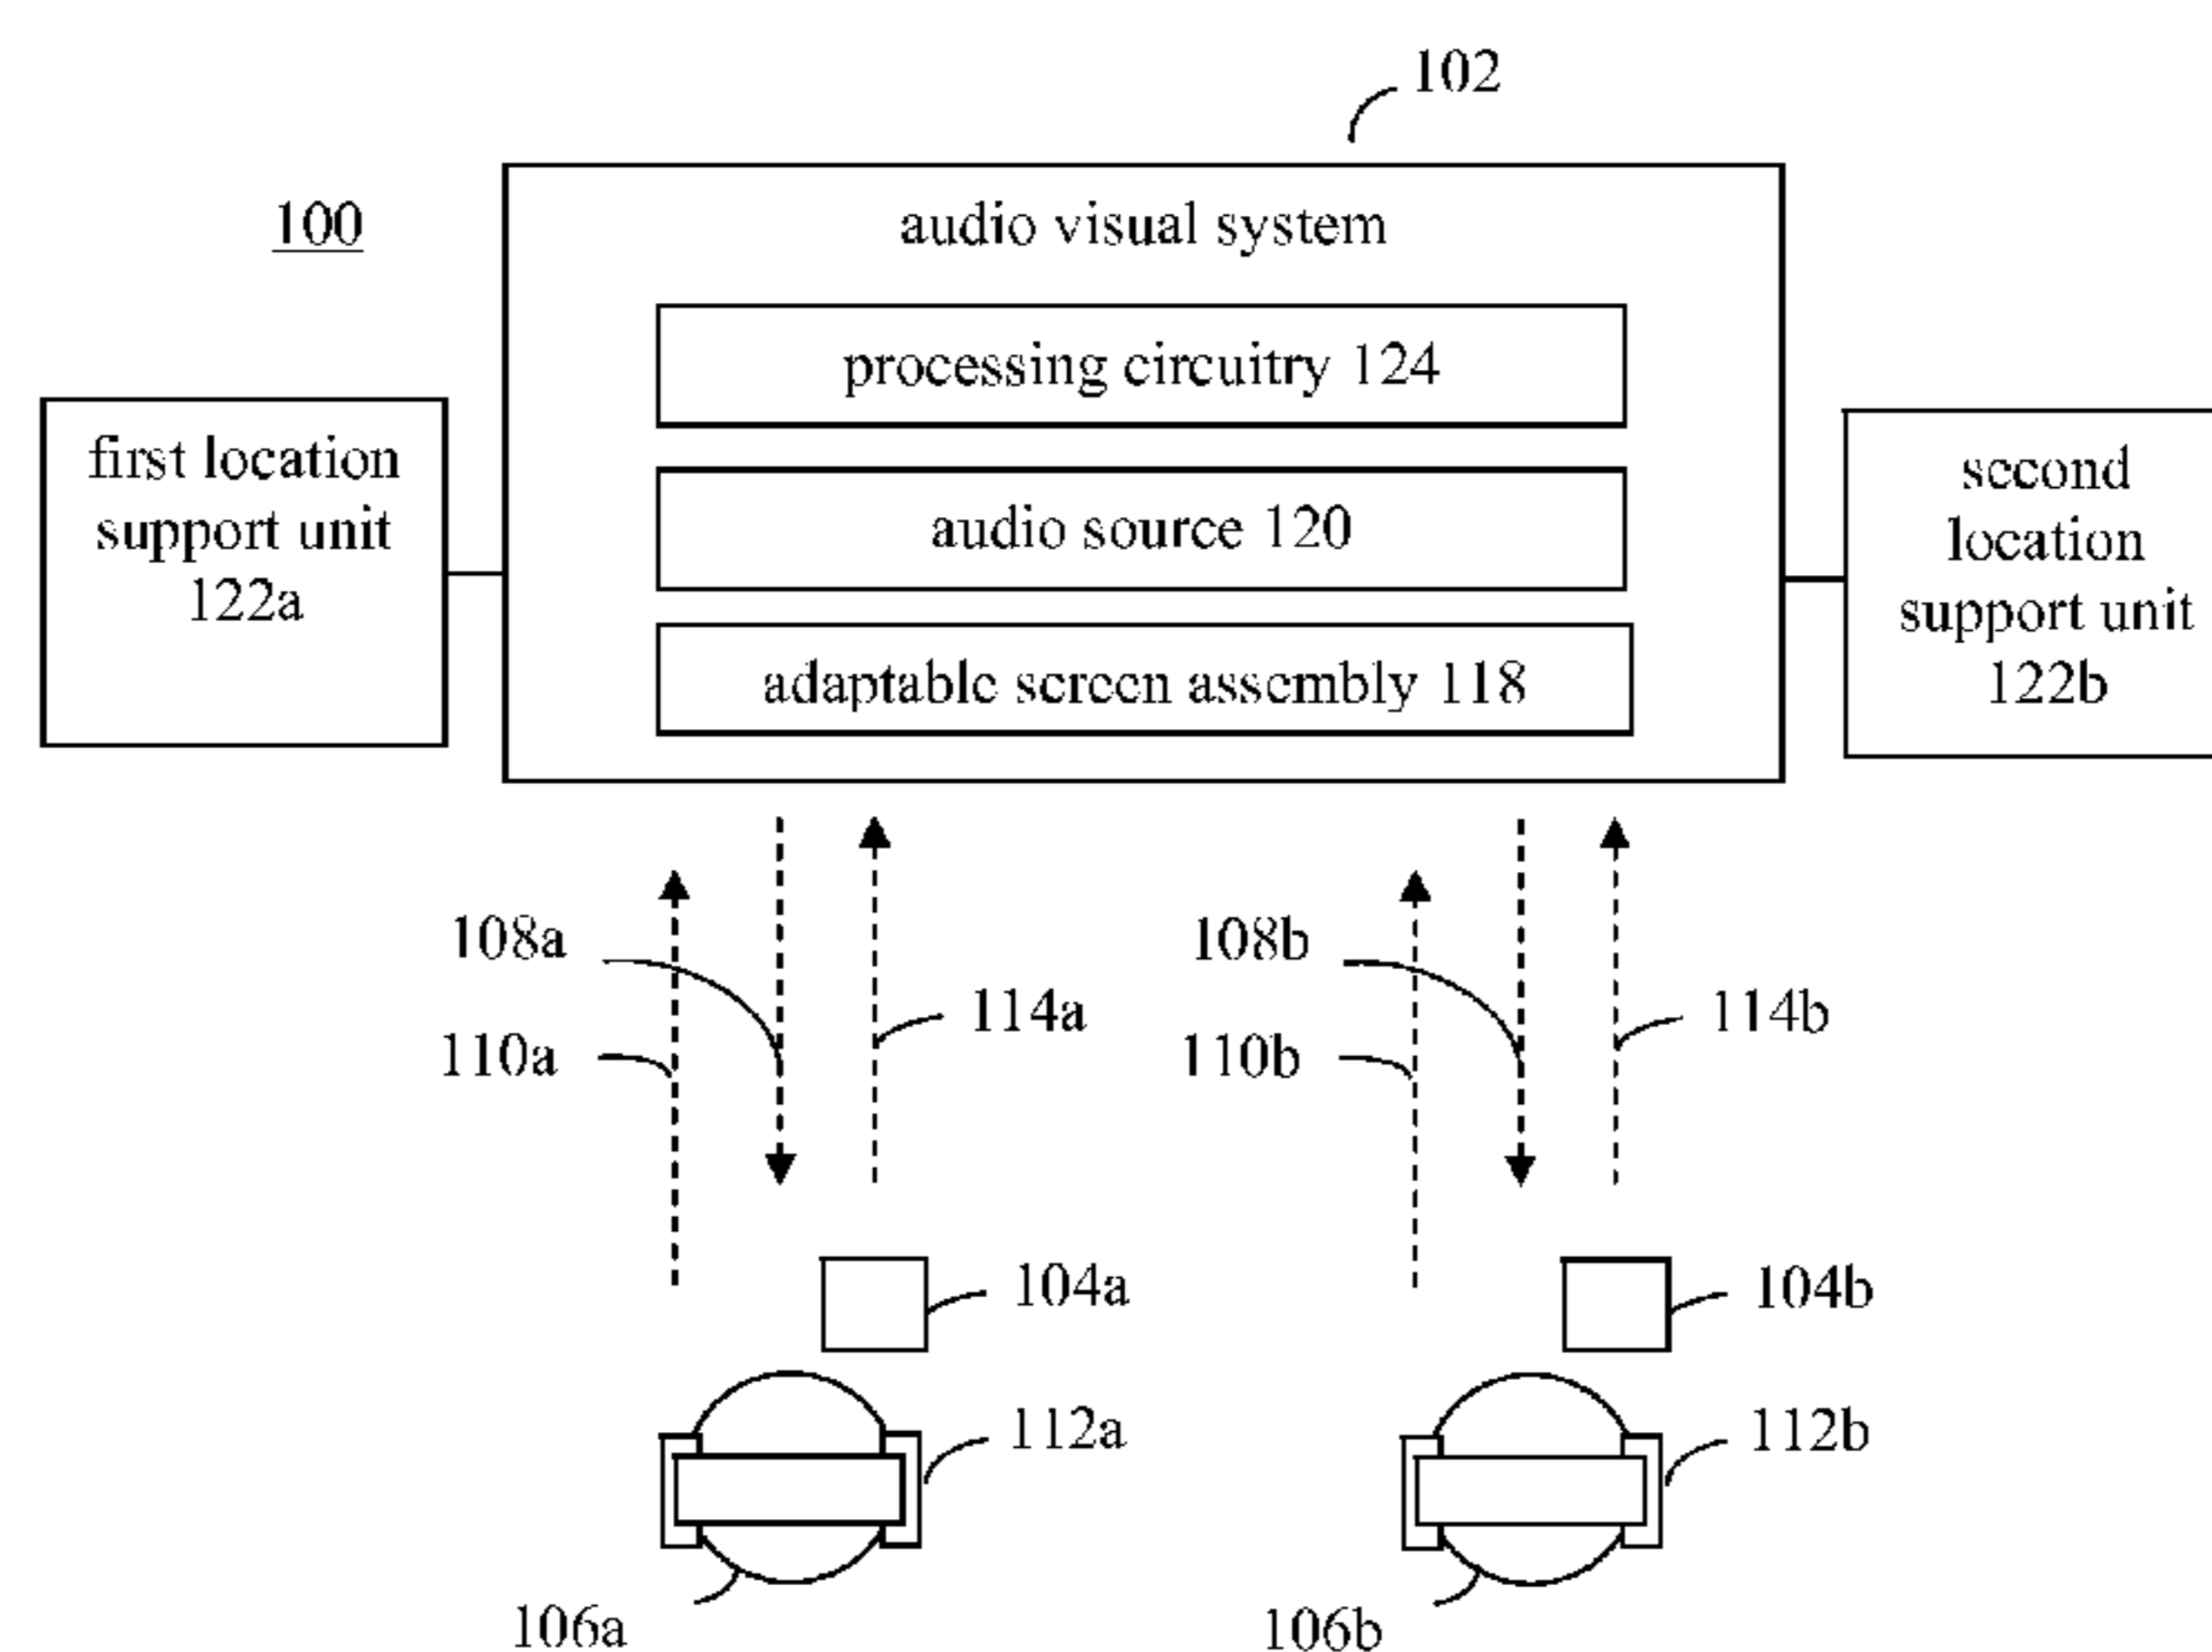 102
100
audio visual system
processing circuitry 124
audio source 120
adaptable screen assembly 118
first location
support unit
122a
second
location
support unit
122b
108a
114a
110a
108b
114b
110b
104a
104b
112a
112b
106a
106b